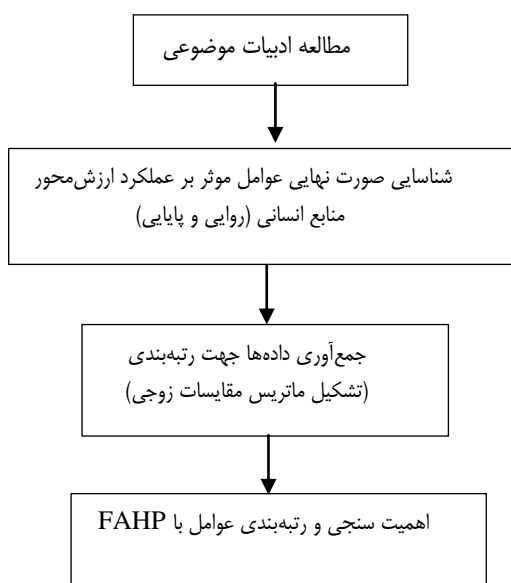 مطالعه ادبیات موضوعی
شناسایی صورت نهایی عوامل موثر بر عملکرد ارزش‌محور
منابع انسانی (روایی و پایایی)
جمع‌آوری داده‌ها جهت رتبه‌بندی
(تشکیل ماتریس مقایسات زوجی)
اهمیت سنجی و رتبه‌بندی عوامل با FAHP